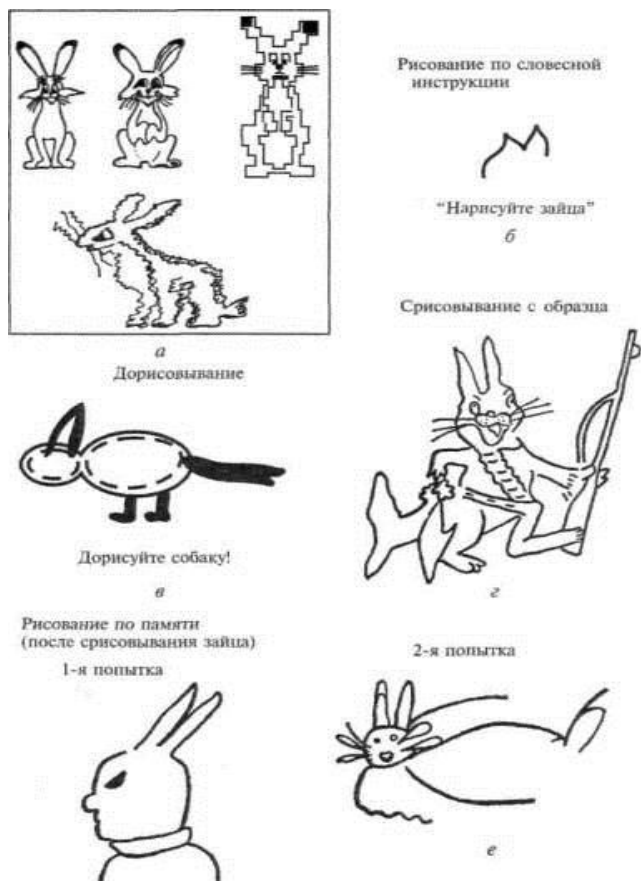 Рисование по словесной
инструкции
"Нарисуйте зайца"
б
а
Срисовывание с образца
Дорисовывание
Дорисуйте собаку!
в
г
Рисование по памяти
(после срисовывания зайца)
1-я попытка
2-я попытка
е